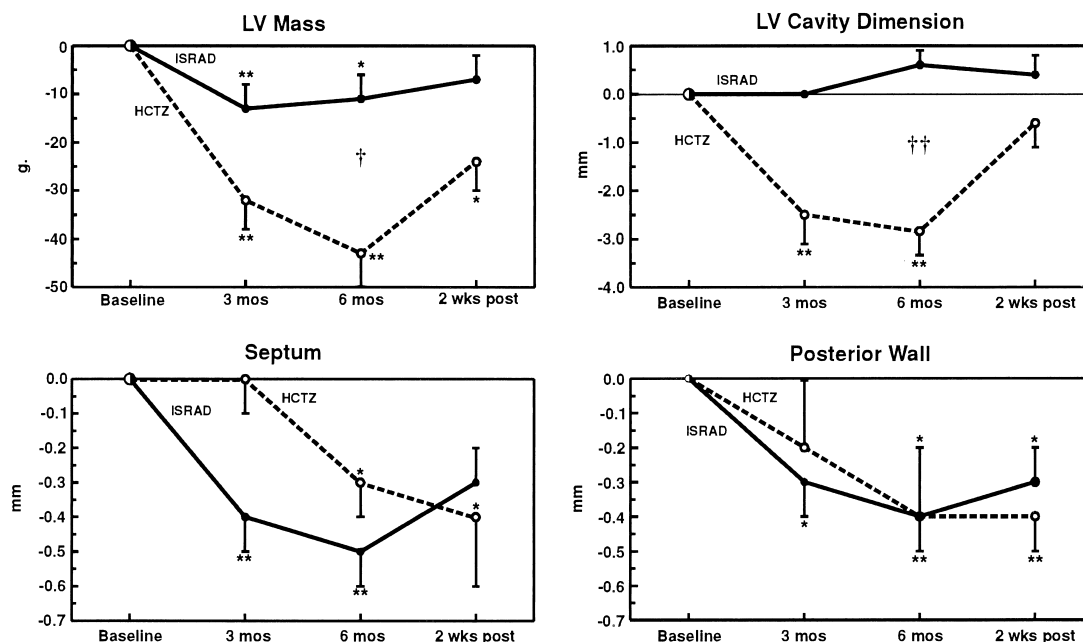 LV Mass
0
-10
-20
-30
-40
-50
g.
ISRAD
HCTZ
**
*
†
**
**
*
Baseline 3 mos 6 mos 2 wks post
LV Cavity Dimension
1.0
0.0
-1.0
-2.0
-3.0
-4.0
mm
ISRAD
HCTZ
††
**
**
Baseline 3 mos 6 mos 2 wks post
Septum
0.0
-0.1
-0.2
-0.3
-0.4
-0.5
-0.6
-0.7
mm
ISRAD
HCTZ
*
*
**
**
Baseline 3 mos 6 mos 2 wks post
Posterior Wall
0.0
-0.1
-0.2
-0.3
-0.4
-0.5
-0.6
-0.7
mm
HCTZ
ISRAD
*
*
*
**
**
Baseline 3 mos 6 mos 2 wks post